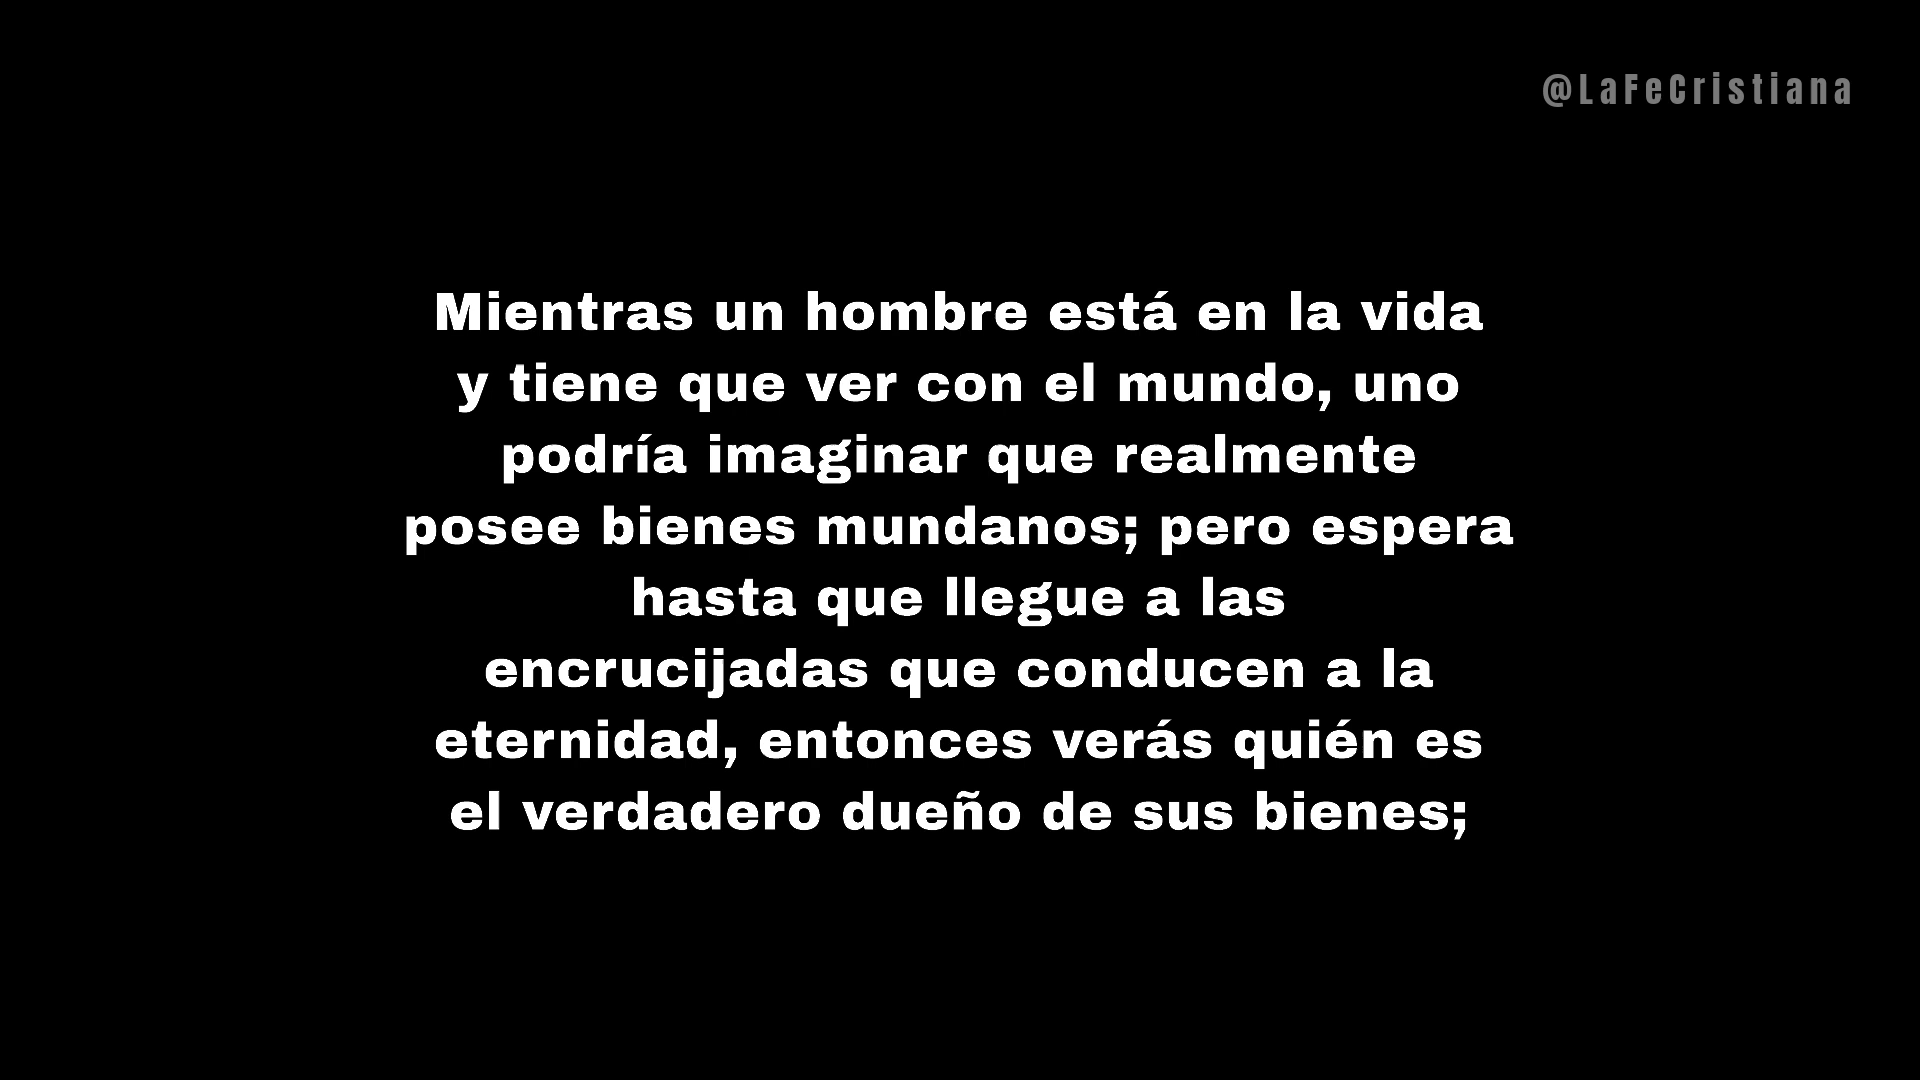 @LaFeCristiana
Mientras un hombre está en la vida
y tiene que ver con el mundo, uno
podría imaginar que realmente
posee bienes mundanos; pero espera
hasta que llegue a las
encrucijadas que conducen a la
eternidad, entonces verás quién es
el verdadero dueño de sus bienes;